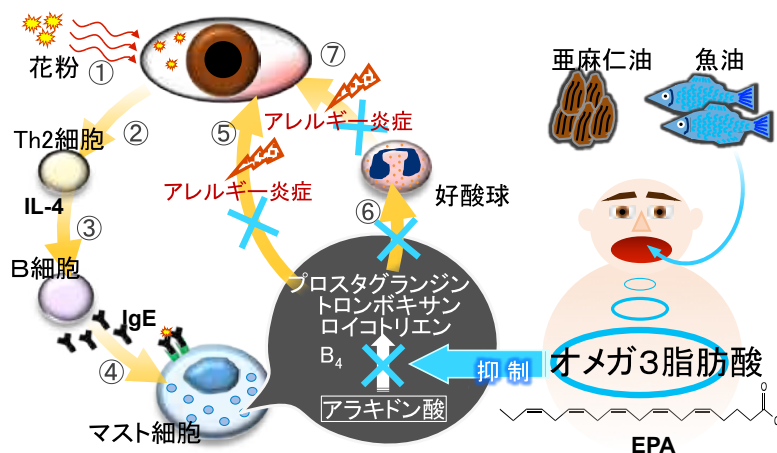 花粉
①
②
Th2細胞
IL-4
③
B細胞
IgE
④
マスト細胞
⑤
アレルギー炎症
⑦
アレルギー炎症
⑥
好酸球
プロスタグランジン
トロンボキサン
ロイコトリエン
B4
アラキドン酸
抑制
亜麻仁油
魚油
オメガ3脂肪酸
O
EPA